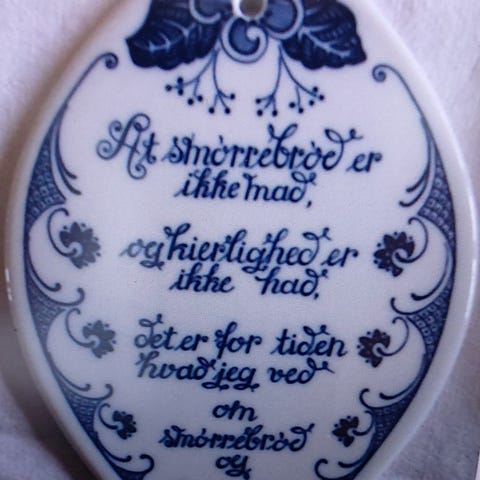 At smørrebrød er
ikke mad,
og kierlighed er
ikke had,
det er for tiden
hvad jeg ved
om
smørrebrød
og